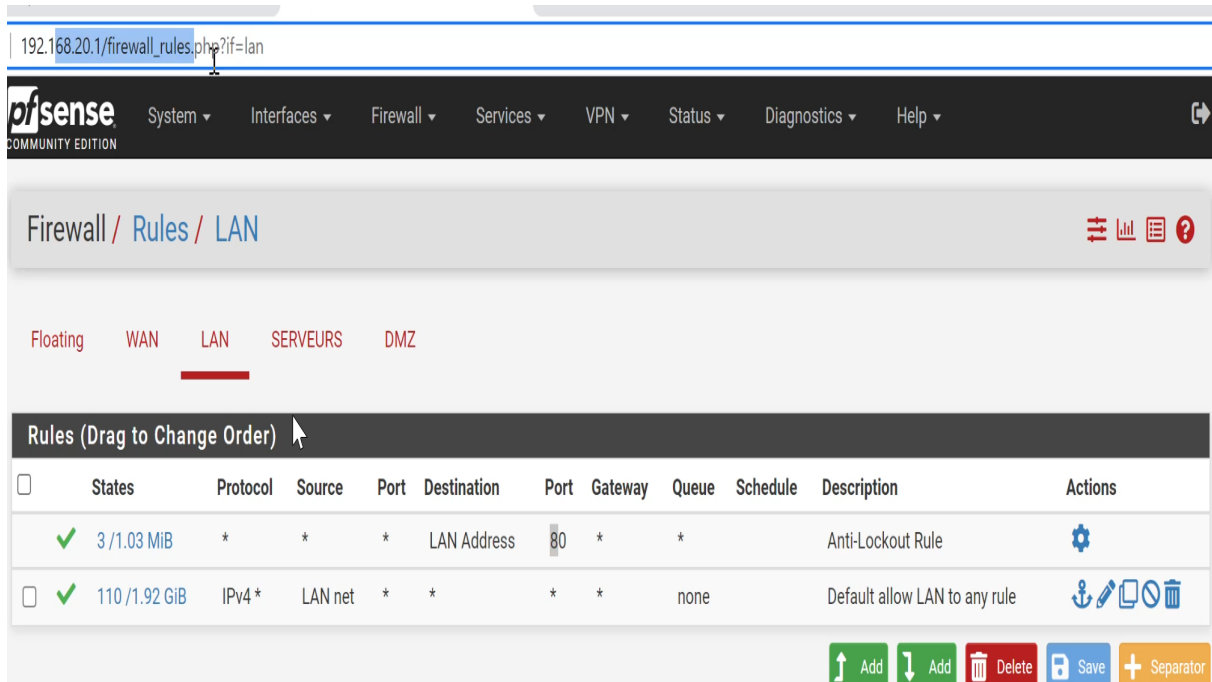 192.168.20.1/firewall_rules.php?if=lan
pfsense System Interfaces Firewall Services VPN Status Diagnostics Help
COMMUNITY EDITION
Firewall / Rules / LAN
Floating WAN LAN SERVEURS DMZ
Rules (Drag to Change Order)
States Protocol Source Port Destination Port Gateway Queue Schedule Description Actions
3 /1.03 MiB * * * LAN Address 80 * * Anti-Lockout Rule
110 /1.92 GiB IPv4 * LAN net * * * * none Default allow LAN to any rule
Add Add Delete Save Separator